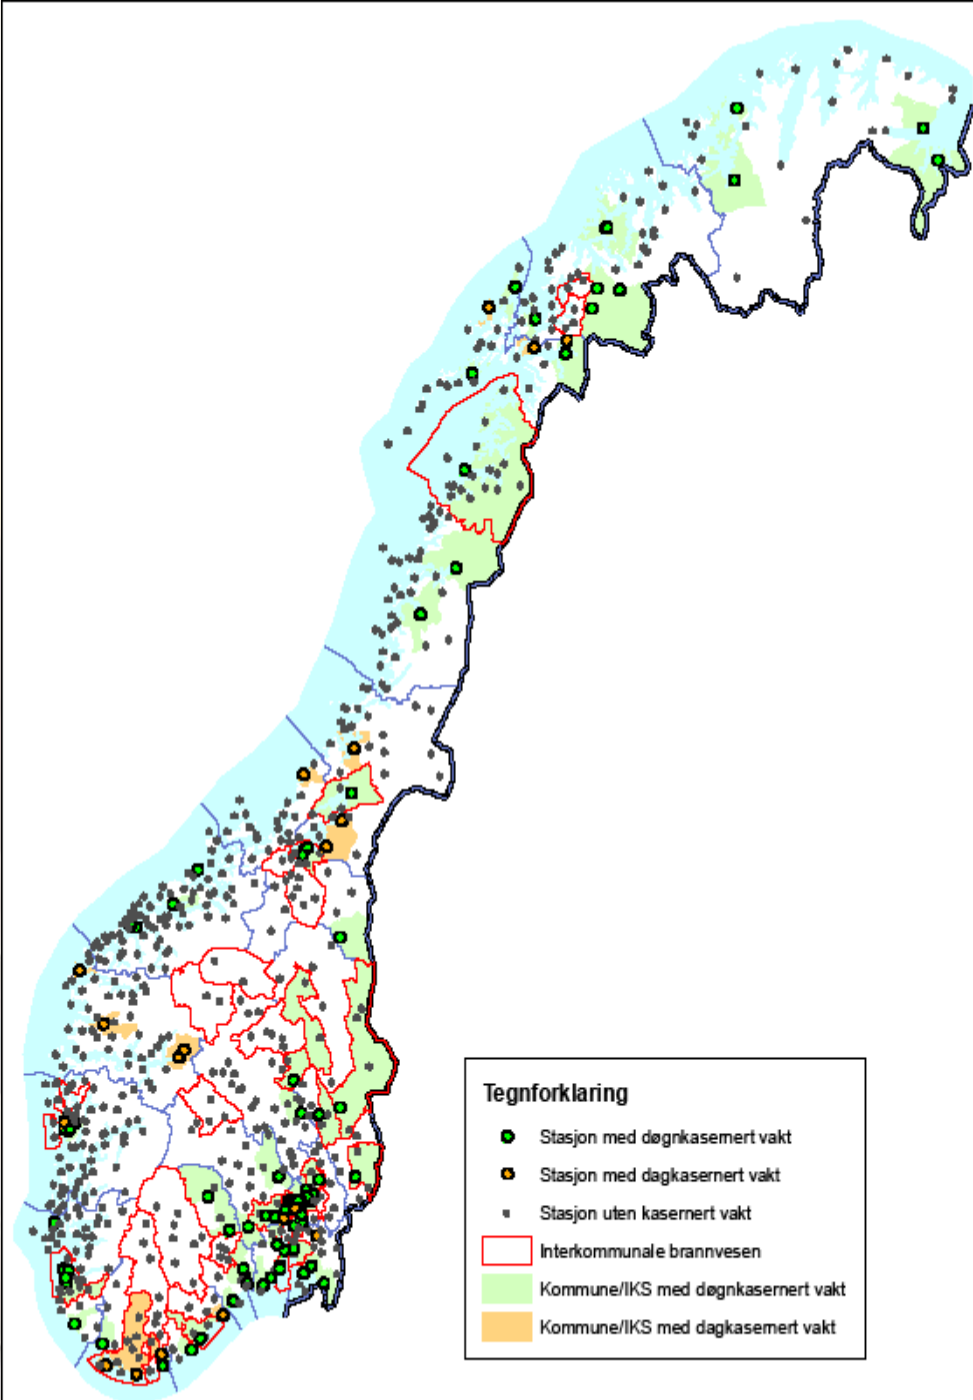 Tegnforklaring
Stasjon med døgnkasernert vakt
Stasjon med dagkasernert vakt
Stasjon uten kasernert vakt
Interkommunale brannvesen
Kommune/IKS med døgnkasernert vakt
Kommune/IKS med dagkasernert vakt